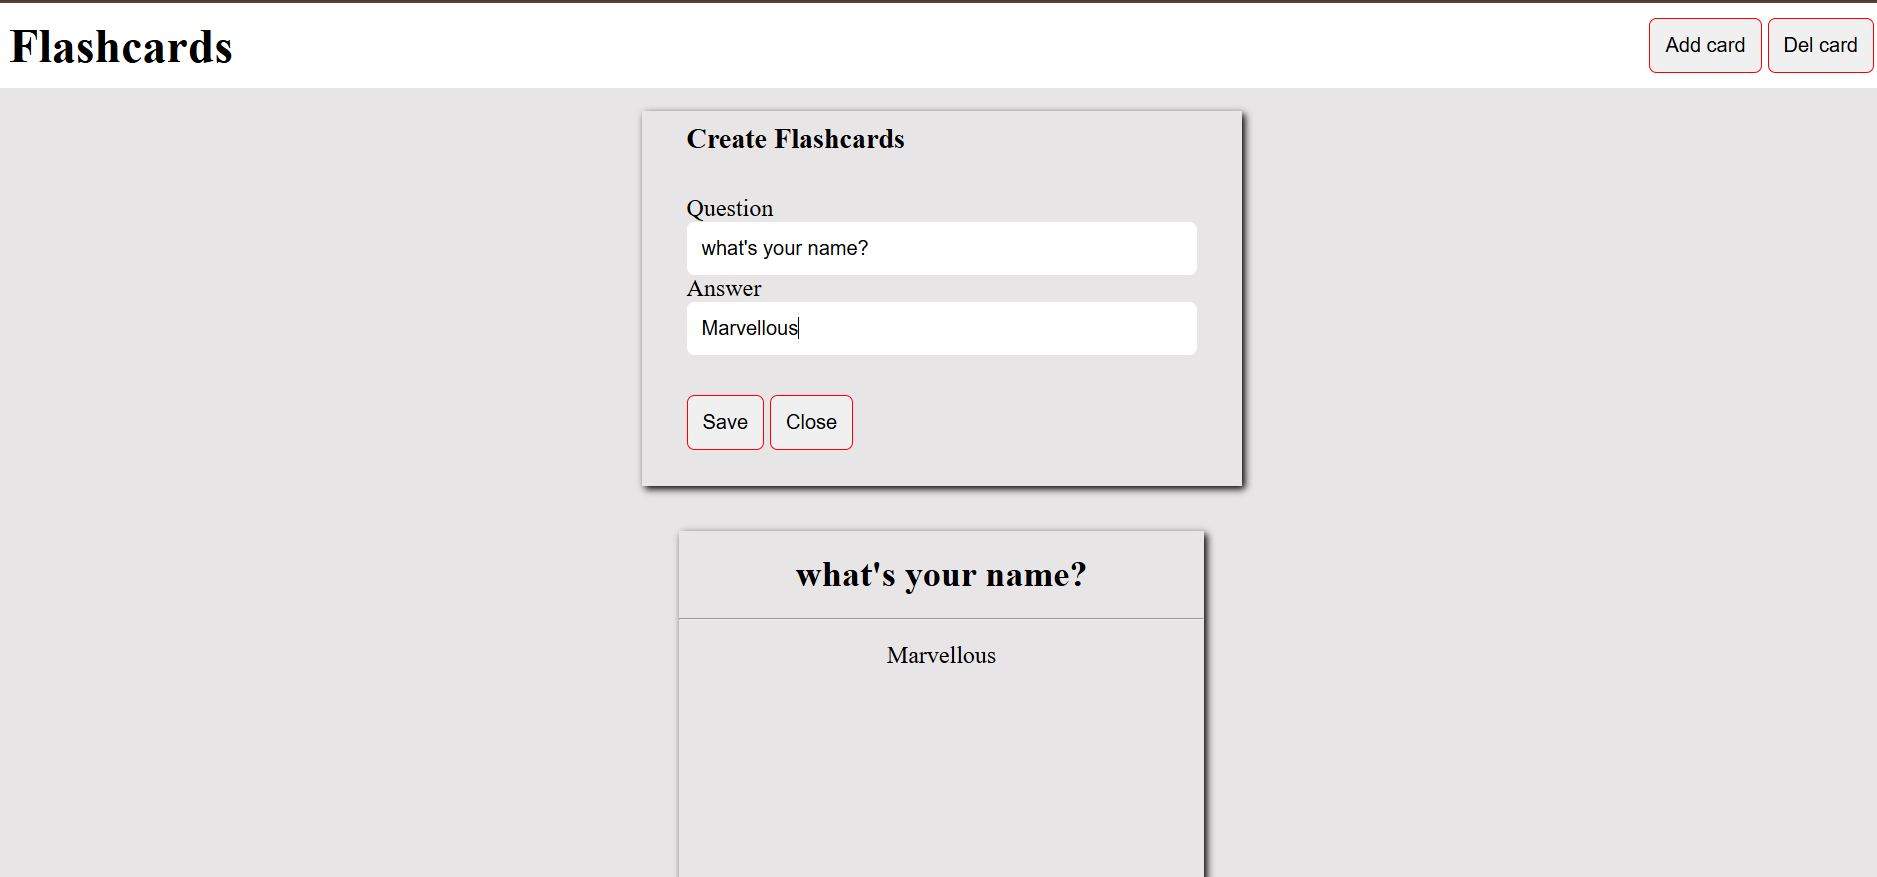 Flashcards
Add card
Del card
Create Flashcards
Question
what's your name?
Answer
Marvellous
Save
Close
what's your name?
Marvellous